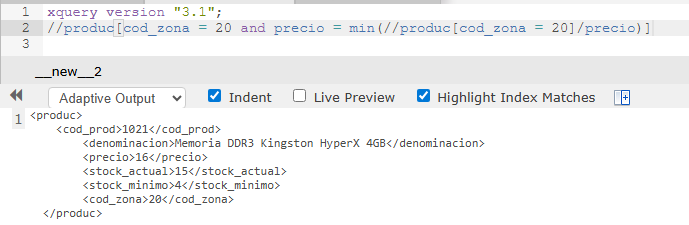 1 xquery version "3.1";
2 //produc[cod_zona = 20 and precio = min(//produc[cod_zona = 20]/precio)]
3
__new__2
Adaptive Output Indent Live Preview Highlight Index Matches
1 <produc>
<cod_prod>1021</cod_prod>
<denominacion>Memoria DDR3 Kingston HyperX 4GB</denominacion>
<precio>16</precio>
<stock_actual>15</stock_actual>
<stock_minimo>4</stock_minimo>
<cod_zona>20</cod_zona>
</produc>